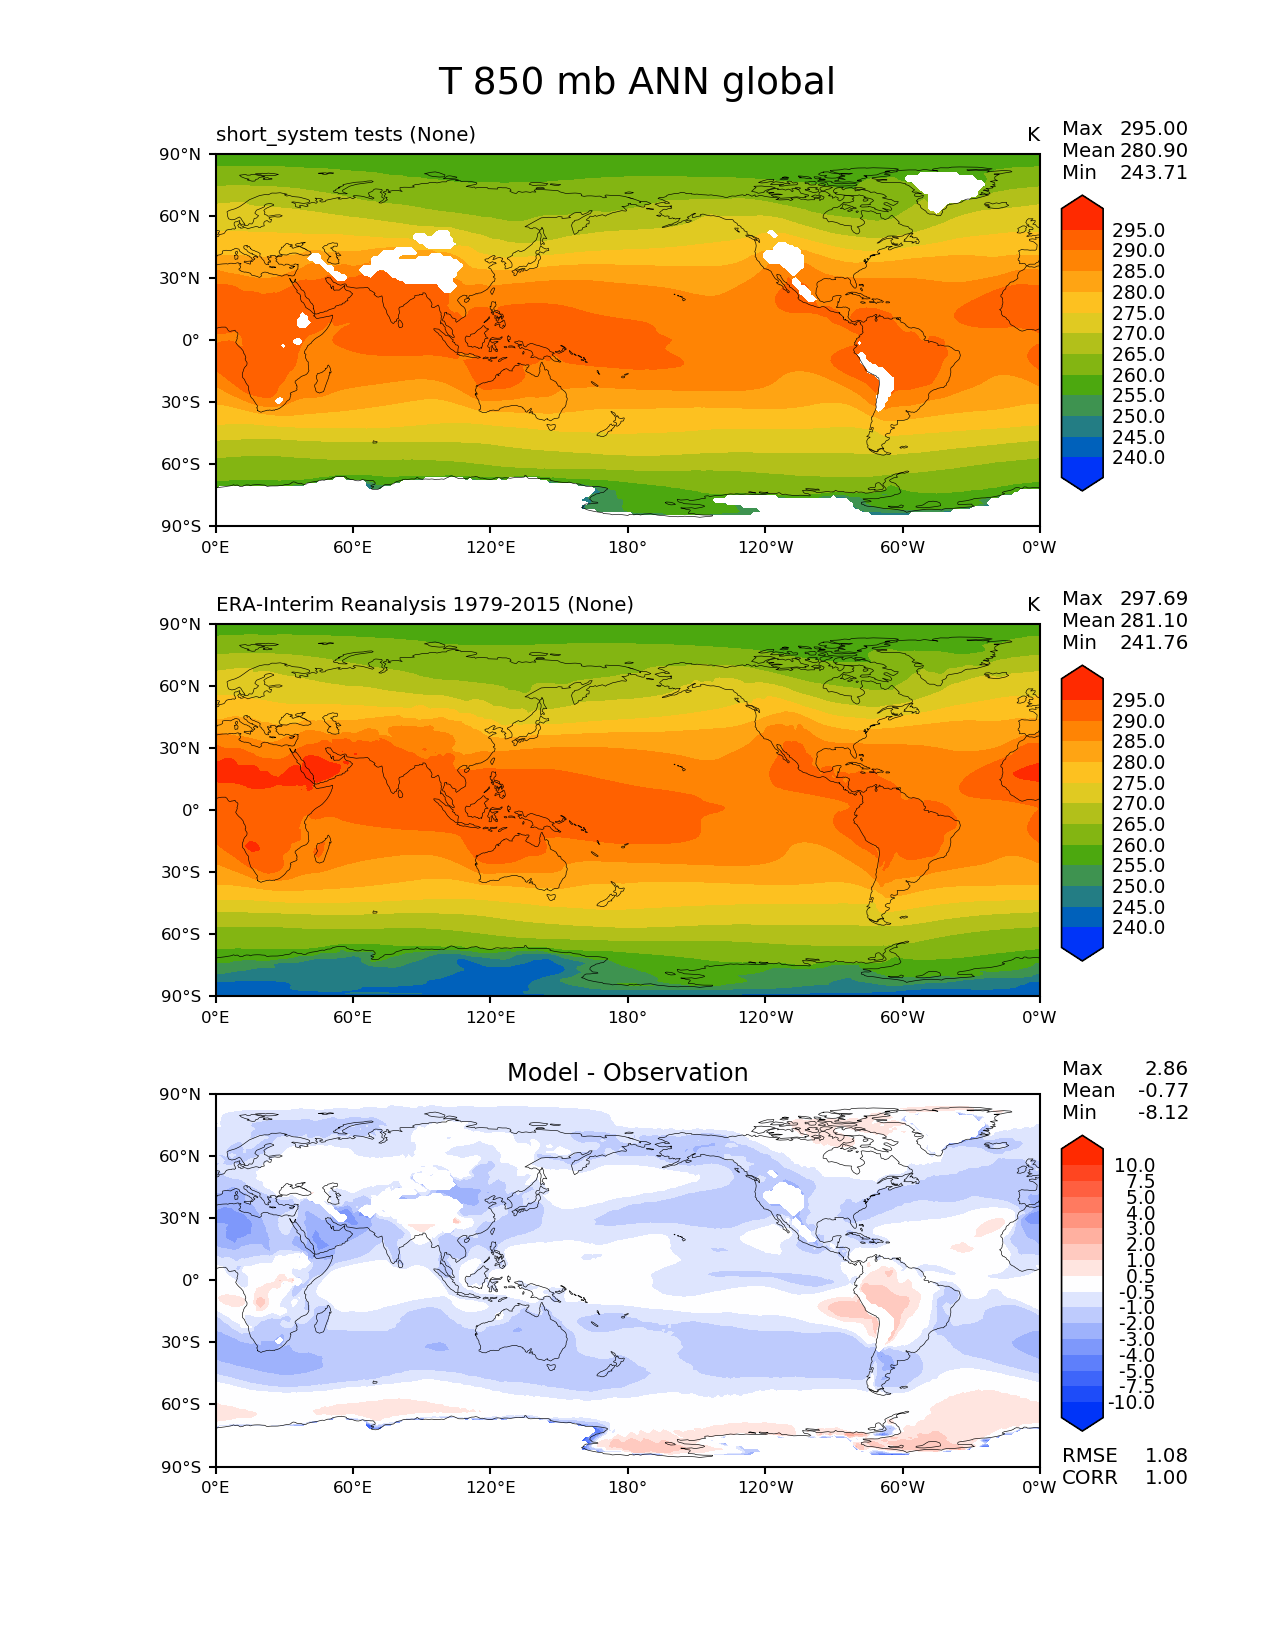 T 850 mb ANN global
short_system tests (None) K
Max 295.00
Mean 280.90
Min 243.71
90°N
60°N
30°N
0°
30°S
60°S
90°S
0°E 60°E 120°E 180° 120°W 60°W 0°W
295.0
290.0
285.0
280.0
275.0
270.0
265.0
260.0
255.0
250.0
245.0
240.0
ERA-Interim Reanalysis 1979-2015 (None) K
Max 297.69
Mean 281.10
Min 241.76
90°N
60°N
30°N
0°
30°S
60°S
90°S
0°E 60°E 120°E 180° 120°W 60°W 0°W
295.0
290.0
285.0
280.0
275.0
270.0
265.0
260.0
255.0
250.0
245.0
240.0
Model - Observation
Max 2.86
Mean -0.77
Min -8.12
90°N
60°N
30°N
0°
30°S
60°S
90°S
0°E 60°E 120°E 180° 120°W 60°W 0°W
10.0
7.5
5.0
4.0
3.0
2.0
1.0
0.5
-0.5
-1.0
-2.0
-3.0
-4.0
-5.0
-7.5
-10.0
RMSE 1.08
CORR 1.00